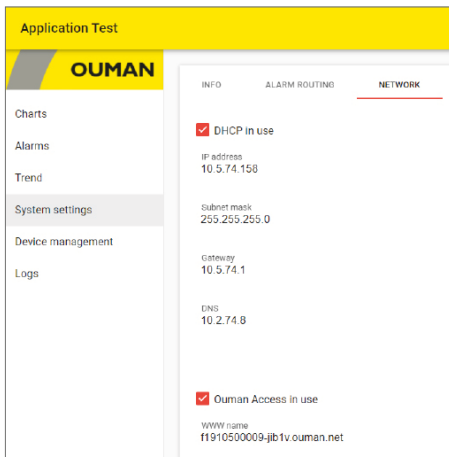 Application Test
OUMAN
Charts
Alarms
Trend
System settings
Device management
Logs
INFO ALARM ROUTING NETWORK
DHCP in use
IP address
10.5.74.158
Subnet mask
255.255.255.0
Gateway
10.5.74.1
DNS
10.2.74.8
Ouman Access in use
WWW name
f1910500009-jib1v.ouman.net